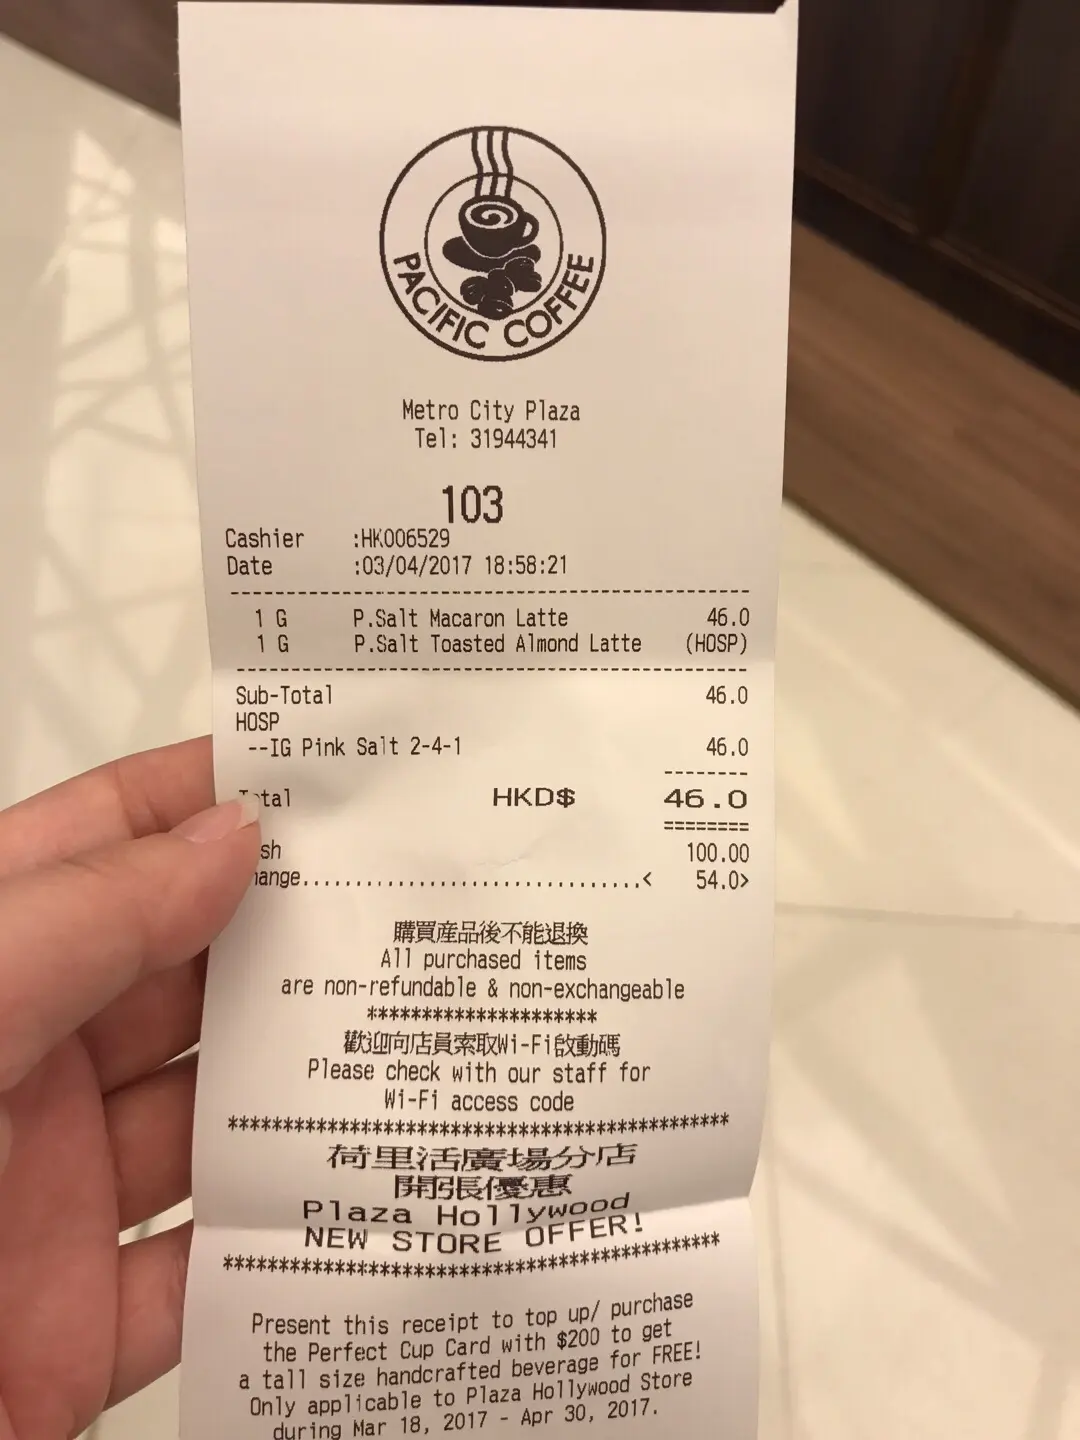 PACIFIC COFFEE
Metro City Plaza
Tel: 31944341
103
Cashier :HK006529
Date :03/04/2017 18:58:21
--------------------------------------------------
1 G P.Salt Macaron Latte 46.0
1 G P.Salt Toasted Almond Latte (HOSP)
--------------------------------------------------
Sub-Total 46.0
HOSP
--IG Pink Salt 2-4-1 46.0
--------
Total HKD$ 46.0
========
sh 100.00
hange................................< 54.0>
購買產品後不能退換
All purchased items
are non-refundable & non-exchangeable
*********************
歡迎向店員索取Wi-Fi啟動碼
Please check with our staff for
Wi-Fi access code
**************************************************
荷里活廣場分店
開張優惠
Plaza Hollywood
NEW STORE OFFER!
**************************************************
Present this receipt to top up/ purchase
the Perfect Cup Card with $200 to get
a tall size handcrafted beverage for FREE!
Only applicable to Plaza Hollywood Store
during Mar 18, 2017 - Apr 30, 2017.